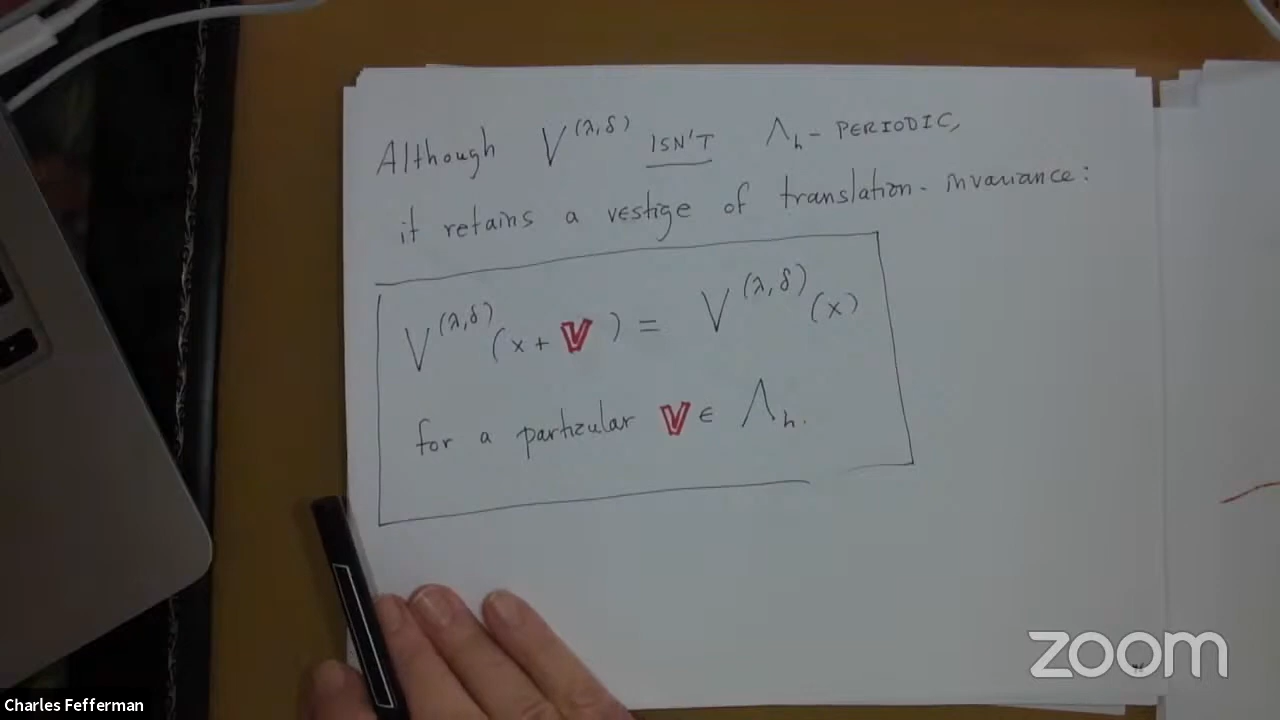 Although V^(λ,δ) ISN'T Λ_h - PERIODIC,
it retains a vestige of translation-invariance:
V^(λ,δ)(x + 𝕍) = V^(λ,δ)(x)
for a particular 𝕍 ∈ Λ_h.
zoom
Charles Fefferman